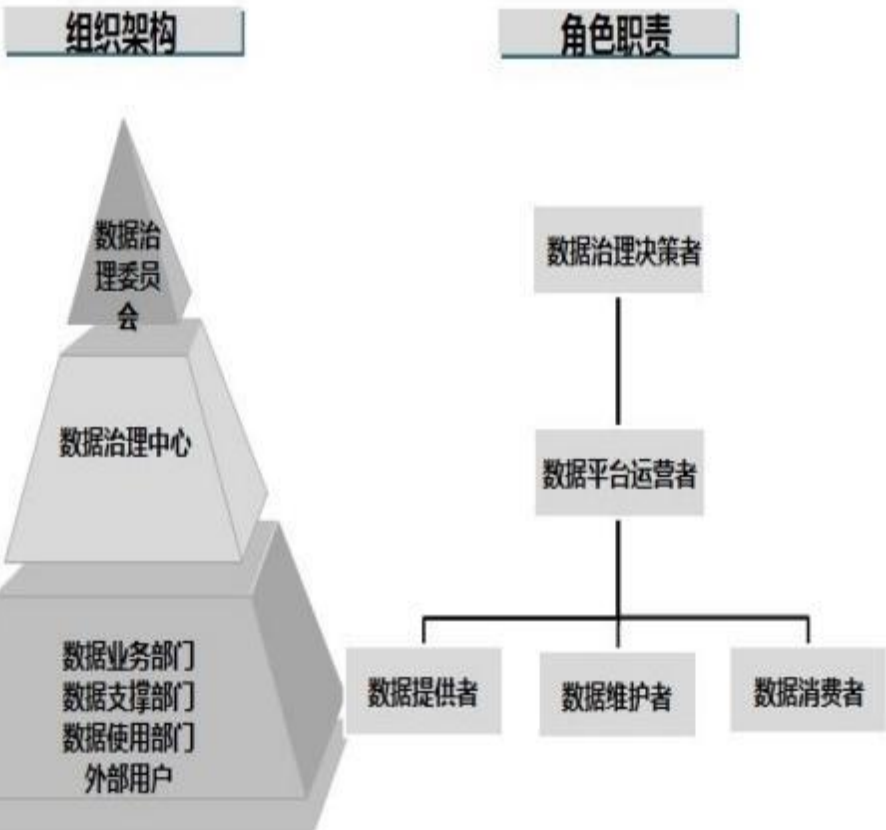 组织架构
角色职责
数据治
理委员
会
数据治理中心
数据业务部门
数据支撑部门
数据使用部门
外部用户
数据治理决策者
数据平台运营者
数据提供者
数据维护者
数据消费者